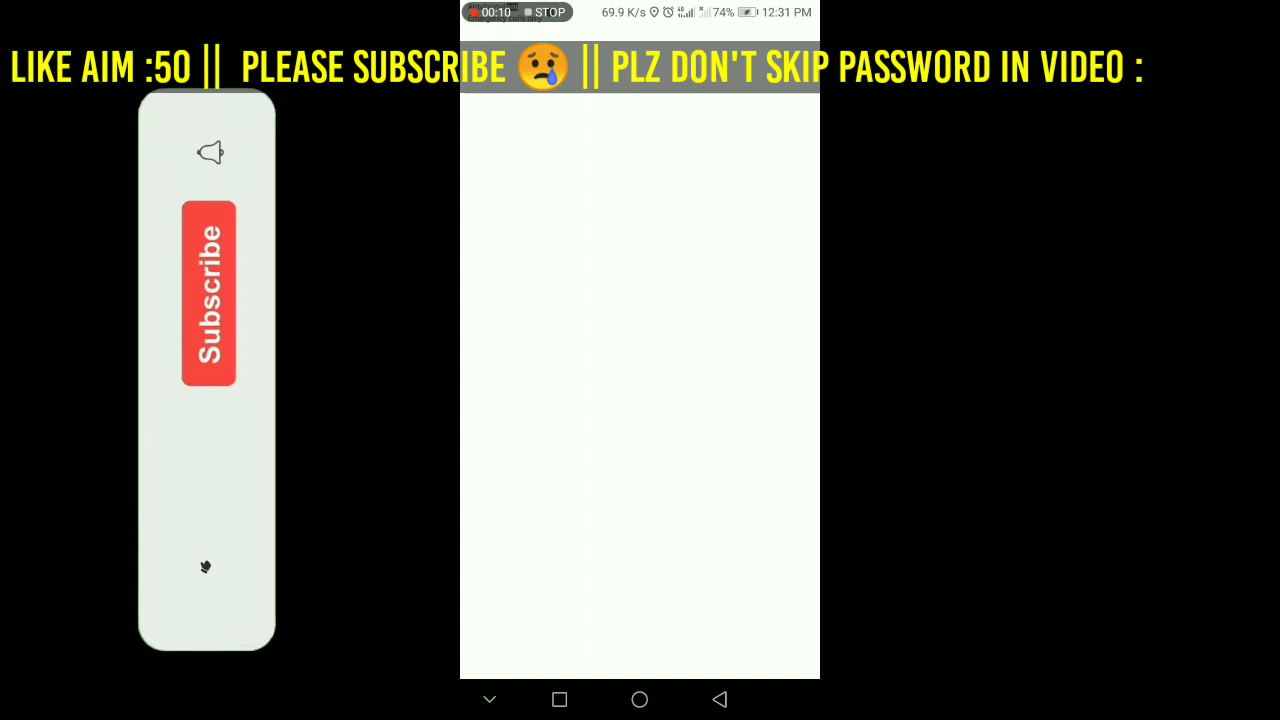 00:10 STOP 69.9 K/s 74% 12:31 PM
LIKE AIM :50 || PLEASE SUBSCRIBE 😢 || PLZ DON'T SKIP PASSWORD IN VIDEO :
Subscribe